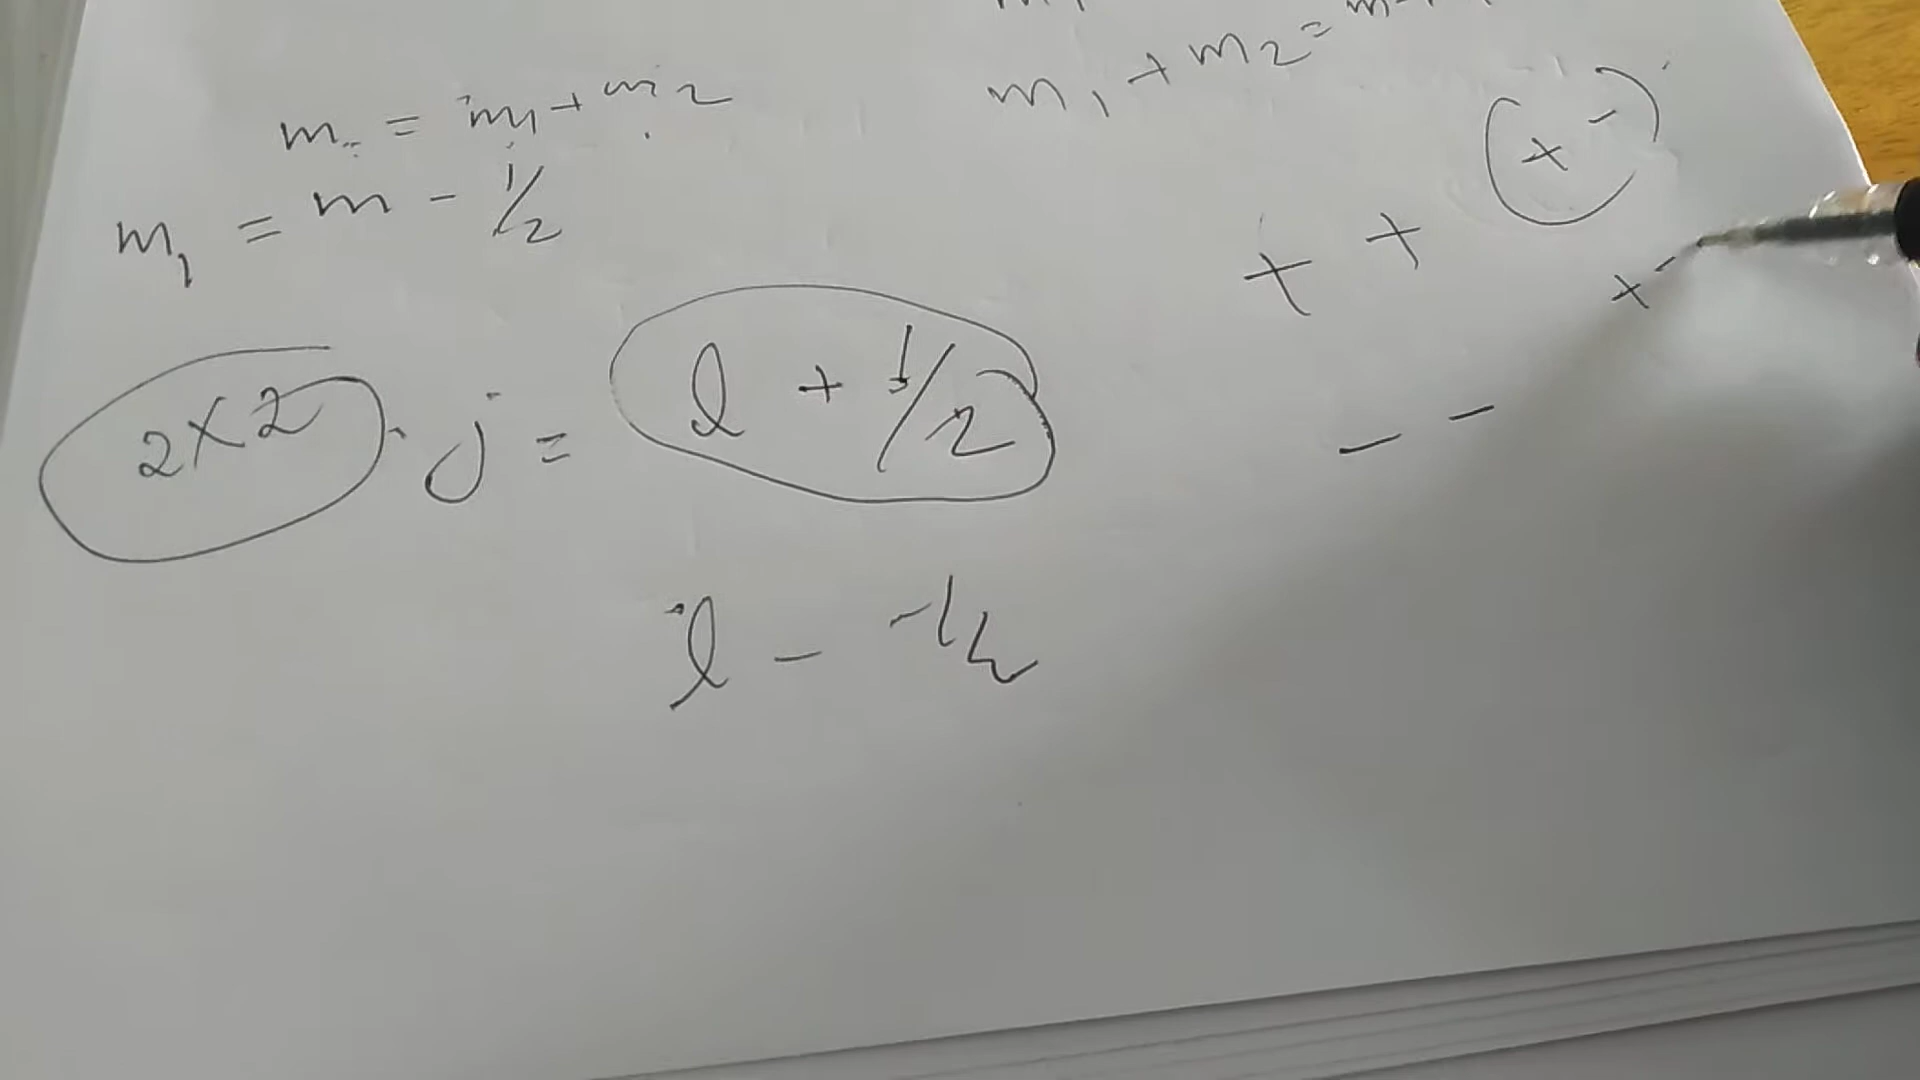 m = m1 + m2
m1 + m2 =
m1 = m - 1/2
(+ -)
+ +
+ -
2×2 j = l + 1/2
- -
l - 1/2